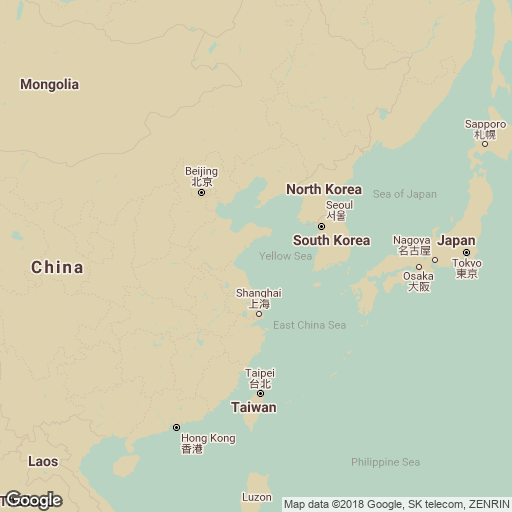 Mongolia
Sapporo
札幌
Beijing
北京
North Korea
Sea of Japan
Seoul
서울
South Korea
Nagoya
名古屋
Japan
Yellow Sea
Tokyo
東京
China
Osaka
大阪
Shanghai
上海
East China Sea
Taipei
台北
Taiwan
Hong Kong
香港
Laos
Philippine Sea
Luzon
Google
Map data ©2018 Google, SK telecom, ZENRIN